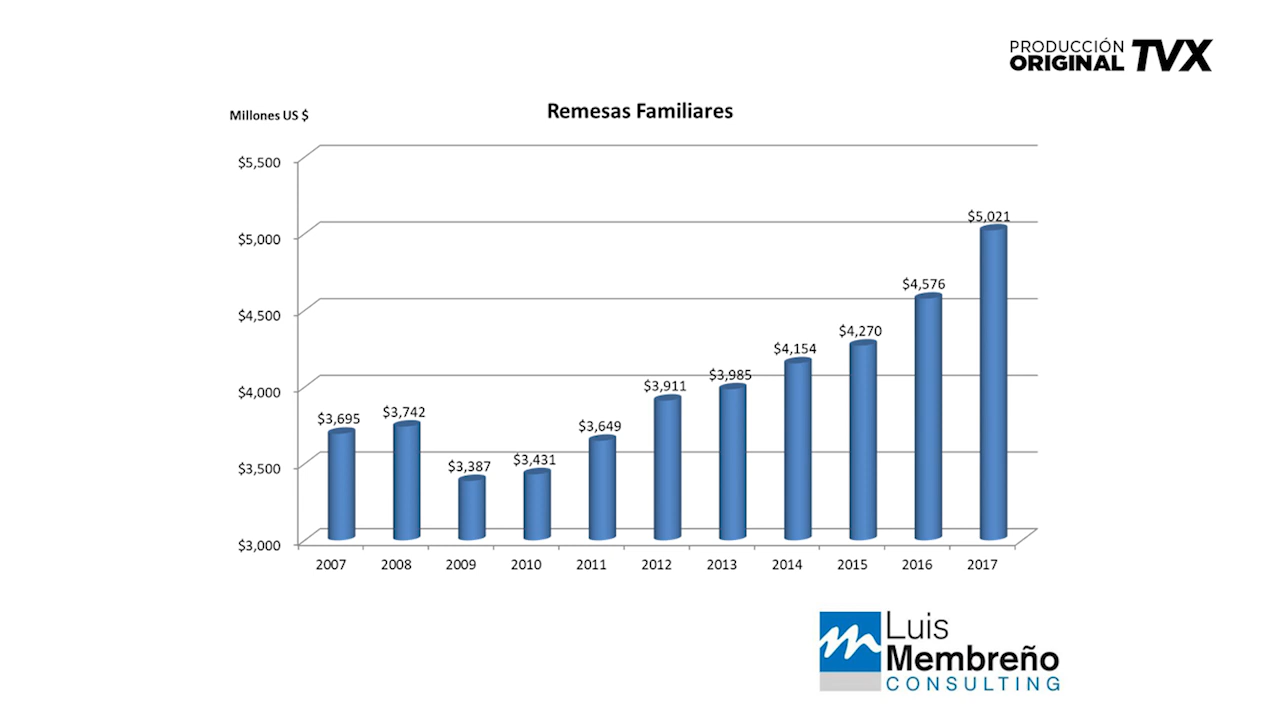 PRODUCCIÓN
ORIGINAL TVX
Millones US $
Remesas Familiares
$5,500
$5,000
$4,500
$4,000
$3,500
$3,000
$3,695
$3,742
$3,387
$3,431
$3,649
$3,911
$3,985
$4,154
$4,270
$4,576
$5,021
2007 2008 2009 2010 2011 2012 2013 2014 2015 2016 2017
Luis
Membreño
CONSULTING